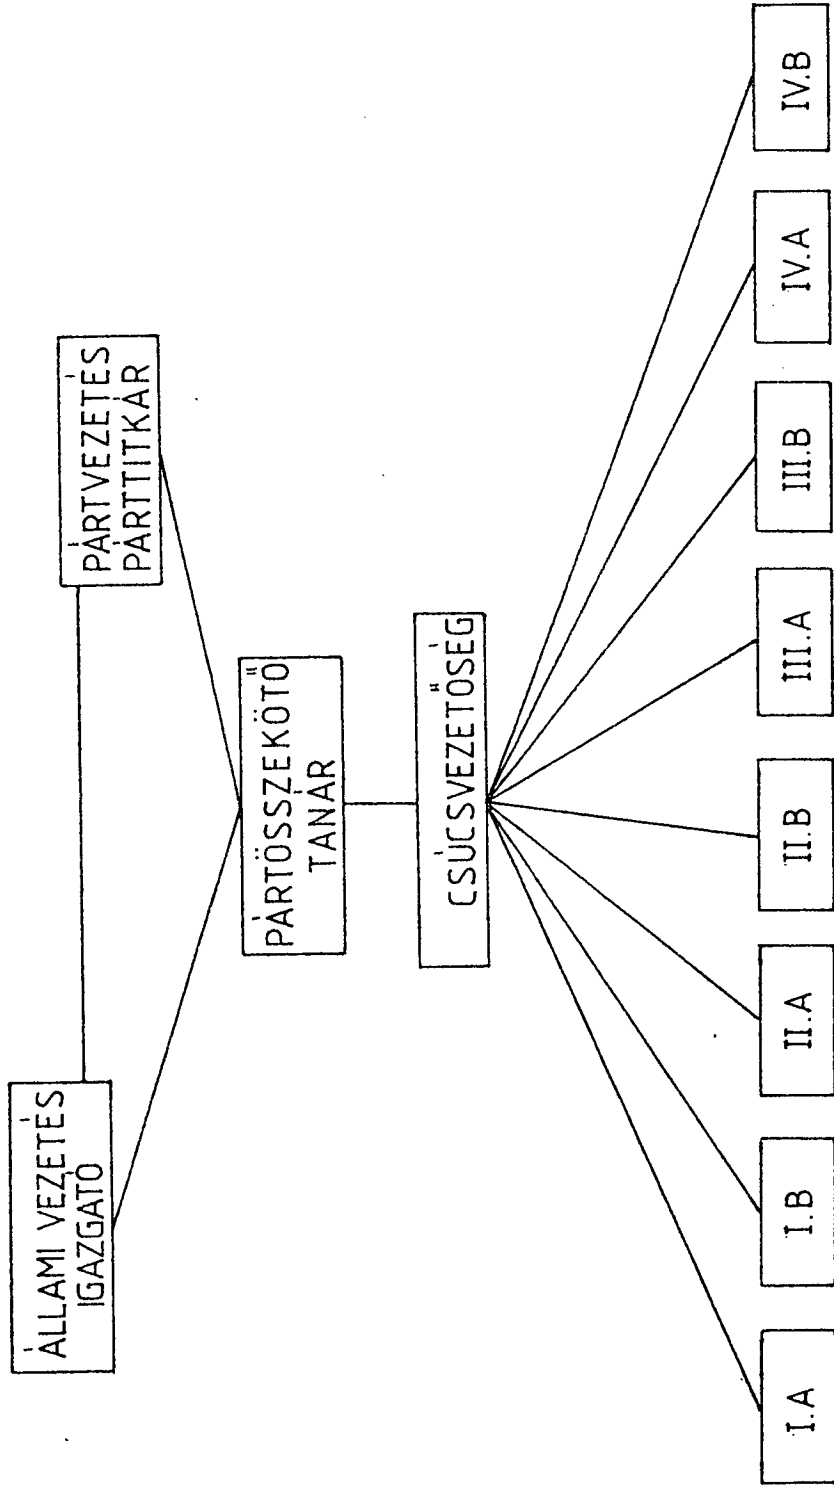 ÁLLAMI VEZETÉS
IGAZGATÓ
PÁRTVEZETÉS
PÁRTTITKÁR
PÁRTÖSSZEKÖTŐ
TANÁR
CSÚCSVEZETŐSÉG
I.A
I.B
II.A
II.B
III.A
III.B
IV.A
IV.B